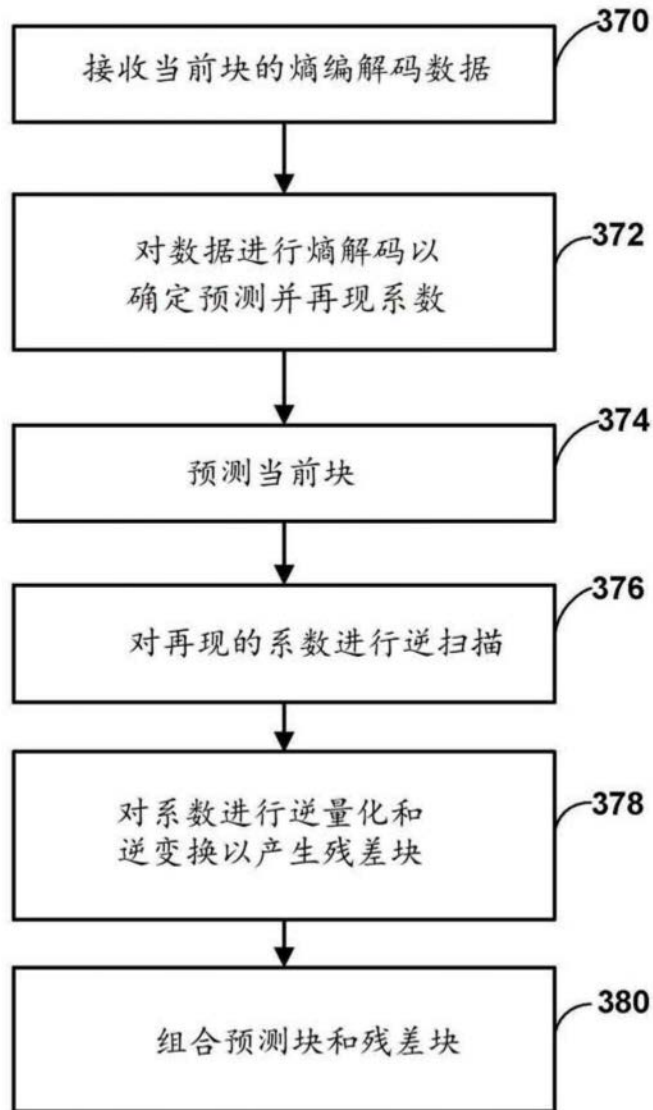 370
接收当前块的熵编解码数据
372
对数据进行熵解码以
确定预测并再现系数
374
预测当前块
376
对再现的系数进行逆扫描
378
对系数进行逆量化和
逆变换以产生残差块
380
组合预测块和残差块